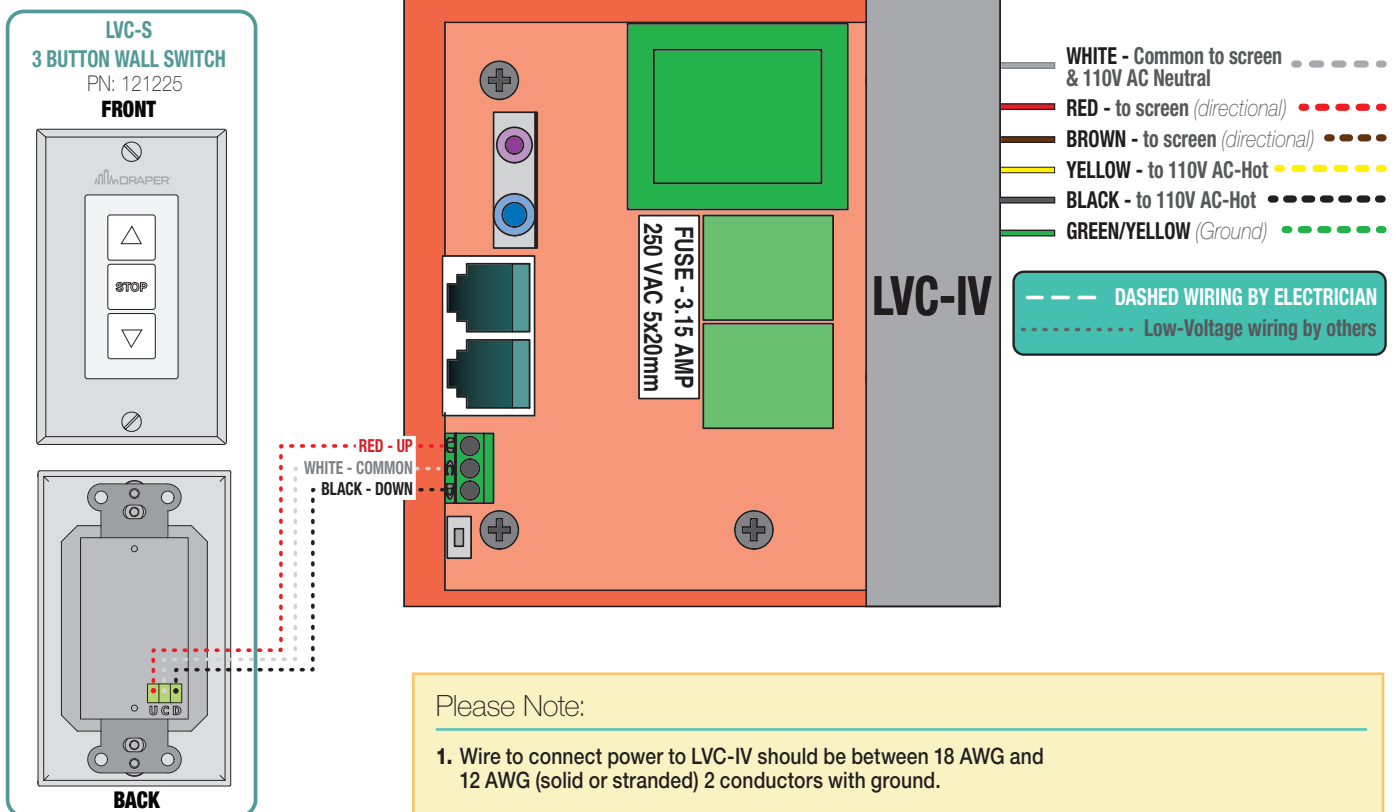 LVC-S
3 BUTTON WALL SWITCH
PN: 121225
FRONT
DRAPER
STOP
U C D
BACK
RED - UP
WHITE - COMMON
BLACK - DOWN
U
C
D
FUSE - 3.15 AMP
250 VAC 5x20mm
LVC-IV
WHITE - Common to screen
& 110V AC Neutral
RED - to screen (directional)
BROWN - to screen (directional)
YELLOW - to 110V AC-Hot
BLACK - to 110V AC-Hot
GREEN/YELLOW (Ground)
DASHED WIRING BY ELECTRICIAN
Low-Voltage wiring by others
Please Note:
1. Wire to connect power to LVC-IV should be between 18 AWG and
12 AWG (solid or stranded) 2 conductors with ground.